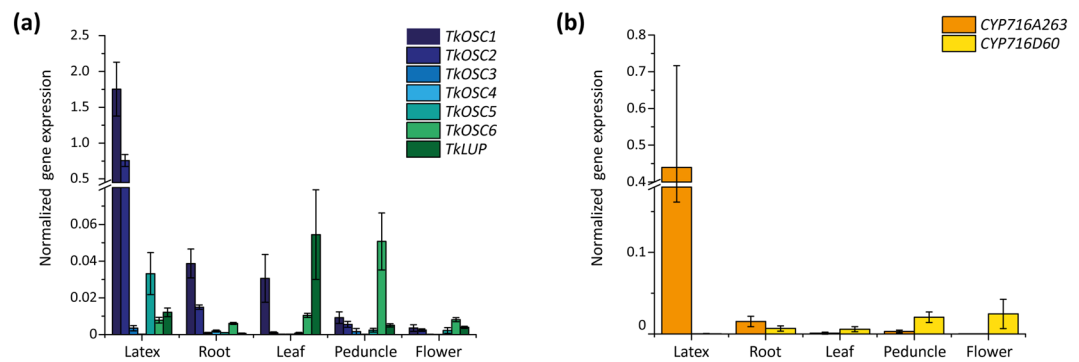 (a)
Normalized gene expression
2.5
2.0
1.5
1.0
0.5
0.06
0.04
0.02
0
TkOSC1
TkOSC2
TkOSC3
TkOSC4
TkOSC5
TkOSC6
TkLUP
Latex Root Leaf Peduncle Flower
(b)
Normalized gene expression
0.8
0.7
0.6
0.5
0.4
0.1
0
CYP716A263
CYP716D60
Latex Root Leaf Peduncle Flower